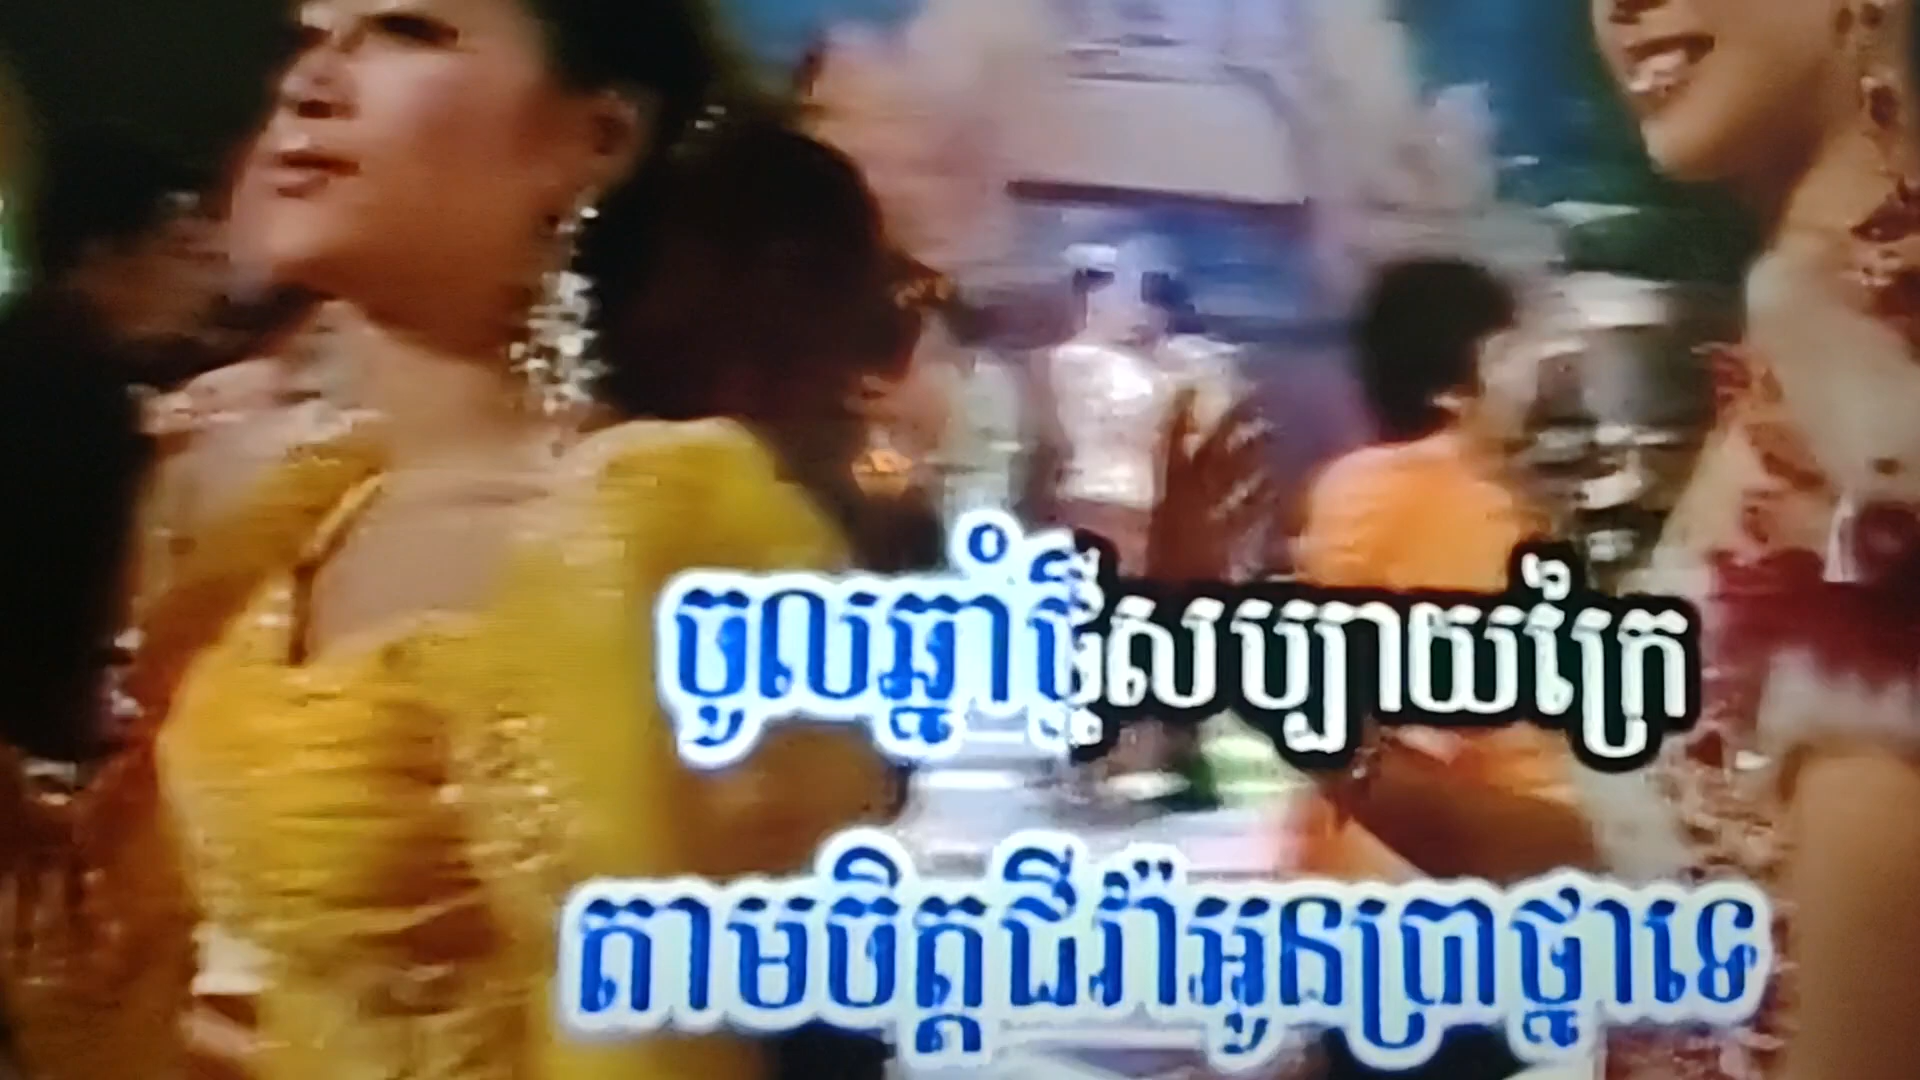 ចូលឆ្នាំថ្មីសប្បាយក្រៃ
តាមចិត្តជីវ៉ាអូនប្រាថ្នាទេ